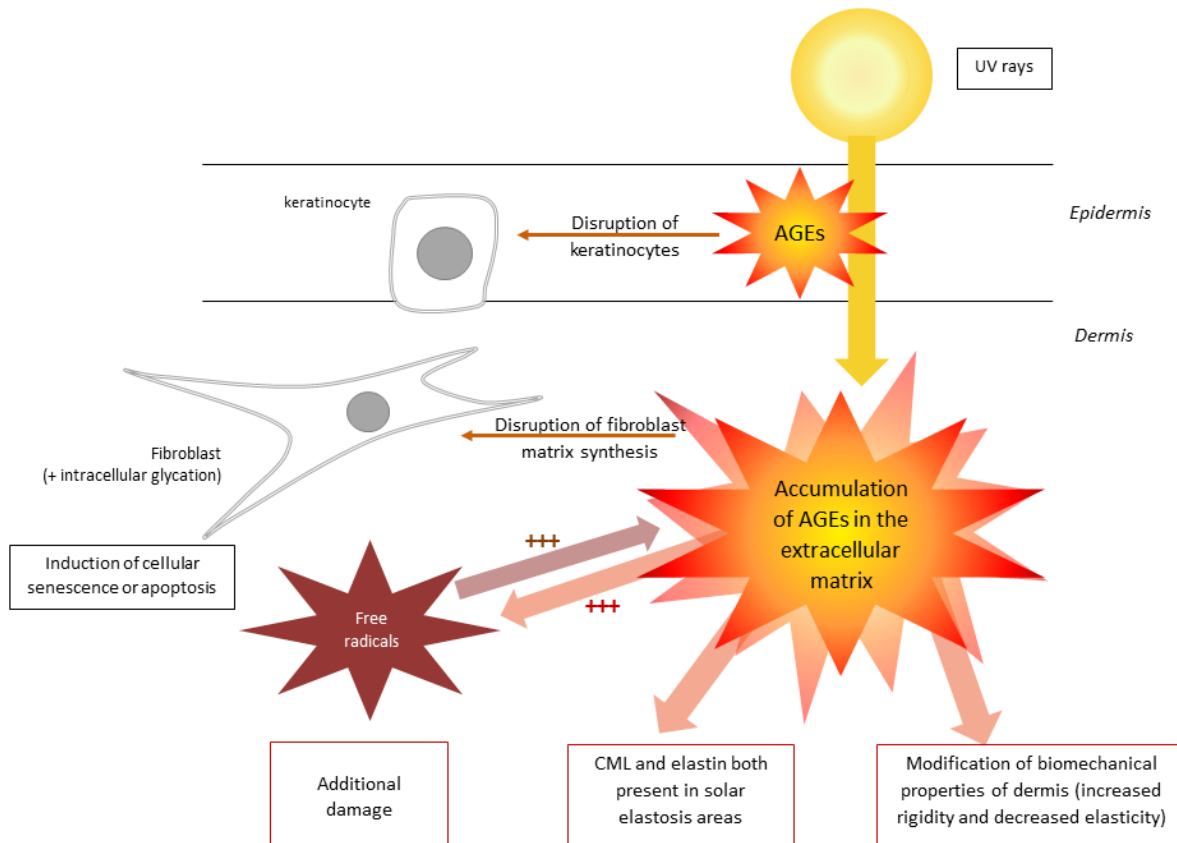 UV rays
keratinocyte
Disruption of
keratinocytes
AGEs
Epidermis
Dermis
Fibroblast
(+ intracellular glycation)
Disruption of fibroblast
matrix synthesis
Accumulation
of AGEs in the
extracellular
matrix
Induction of cellular
senescence or apoptosis
+++
+++
Free
radicals
Additional
damage
CML and elastin both
present in solar
elastosis areas
Modification of biomechanical
properties of dermis (increased
rigidity and decreased elasticity)